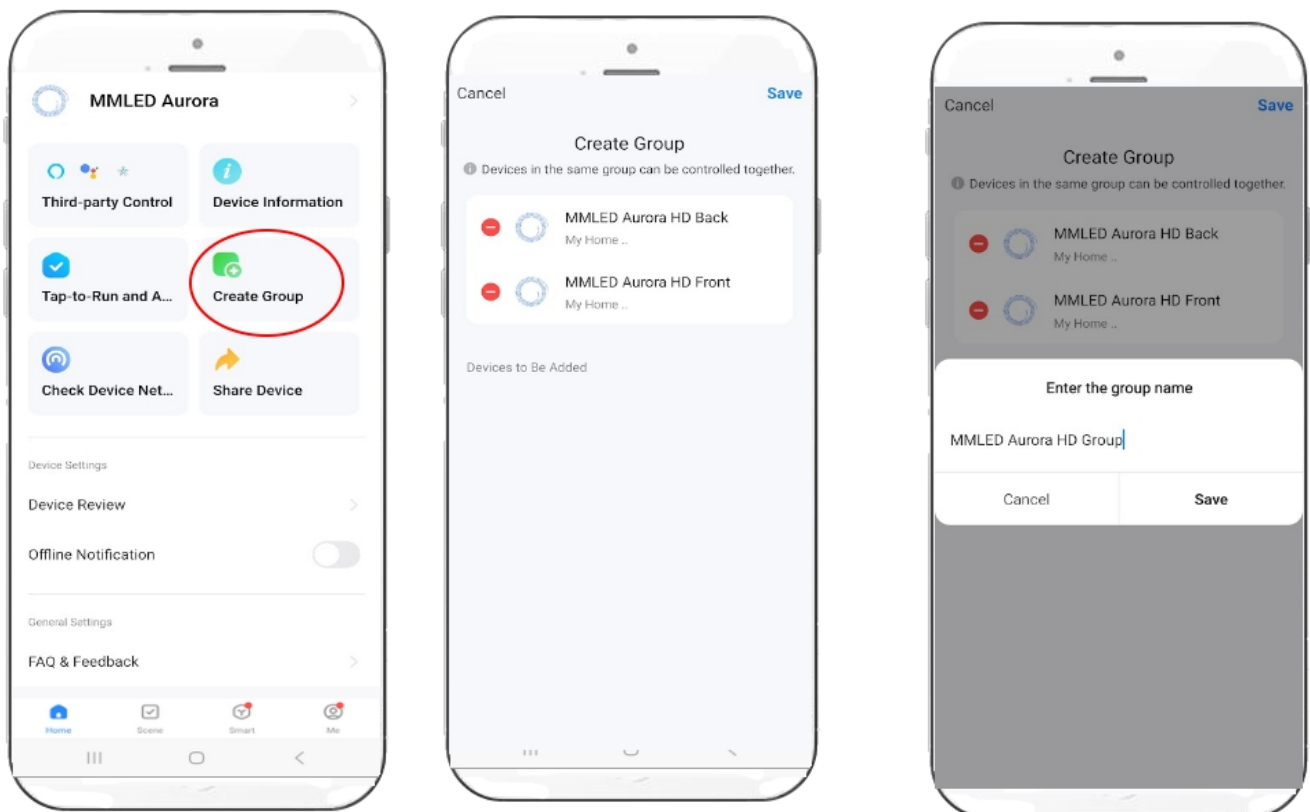 MMLED Aurora
Third-party Control
Device Information
Tap-to-Run and A...
Create Group
Check Device Net...
Share Device
Device Settings
Device Review
Offline Notification
General Settings
FAQ & Feedback
Home
Scene
Smart
Me
Cancel
Save
Create Group
Devices in the same group can be controlled together.
MMLED Aurora HD Back
My Home ..
MMLED Aurora HD Front
My Home ..
Devices to Be Added
Cancel
Save
Create Group
Devices in the same group can be controlled together.
MMLED Aurora HD Back
My Home ..
MMLED Aurora HD Front
My Home ..
Enter the group name
MMLED Aurora HD Group
Cancel
Save